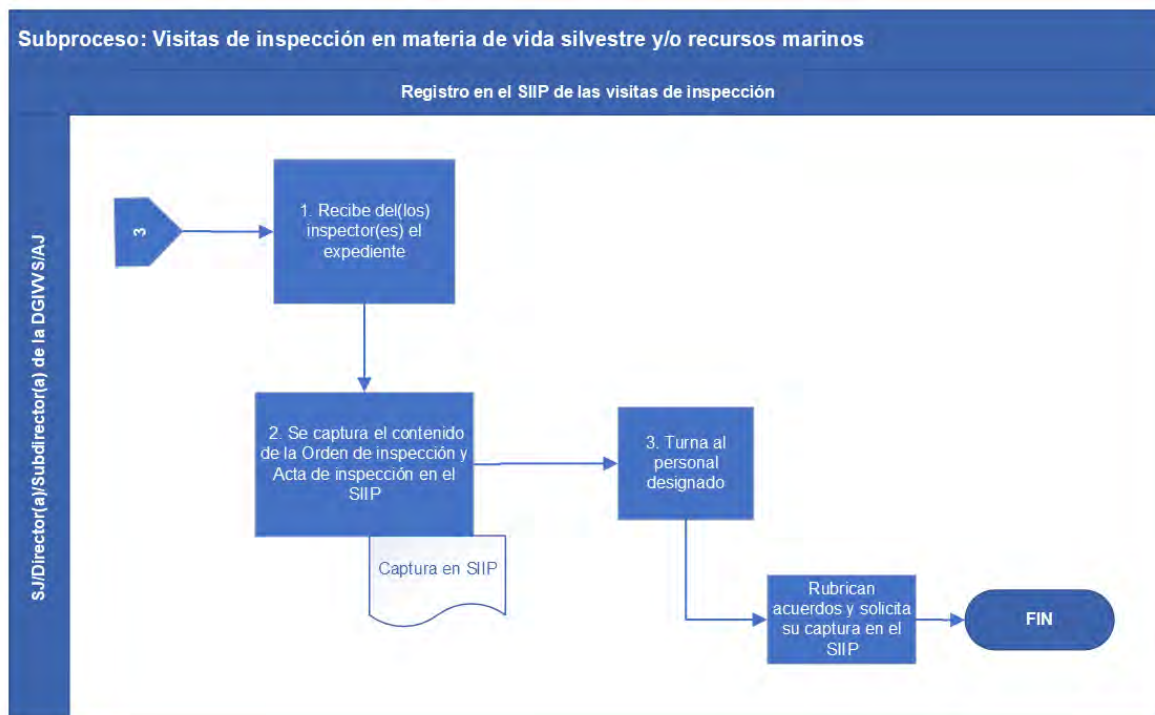 Subproceso: Visitas de inspección en materia de vida silvestre y/o recursos marinos
Registro en el SIIP de las visitas de inspección
SJ/Director(a)/Subdirector(a) de la DGIVVS/AJ
3
1. Recibe del(los)
inspector(es) el
expediente
2. Se captura el contenido
de la Orden de inspección y
Acta de inspección en el
SIIP
Captura en SIIP
3. Turna al
personal
designado
Rubrican
acuerdos y solicita
su captura en el
SIIP
FIN